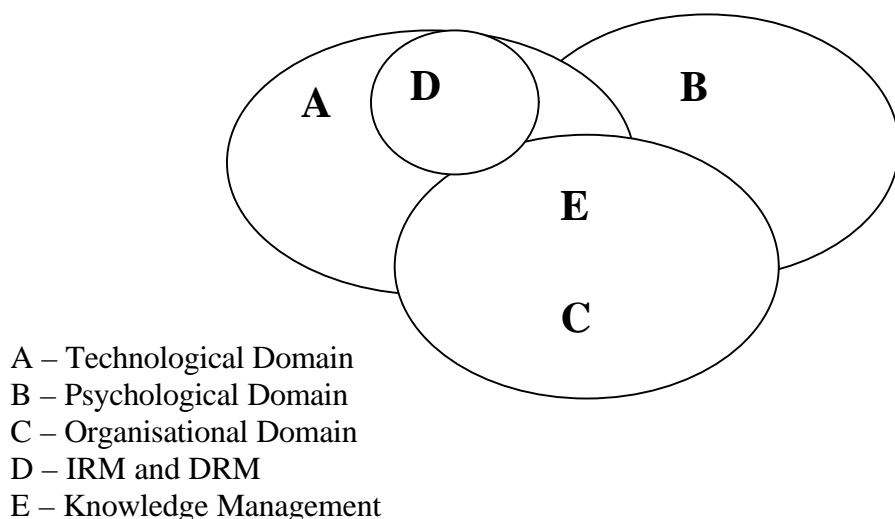 A
D
B
E
C
A – Technological Domain
B – Psychological Domain
C – Organisational Domain
D – IRM and DRM
E – Knowledge Management